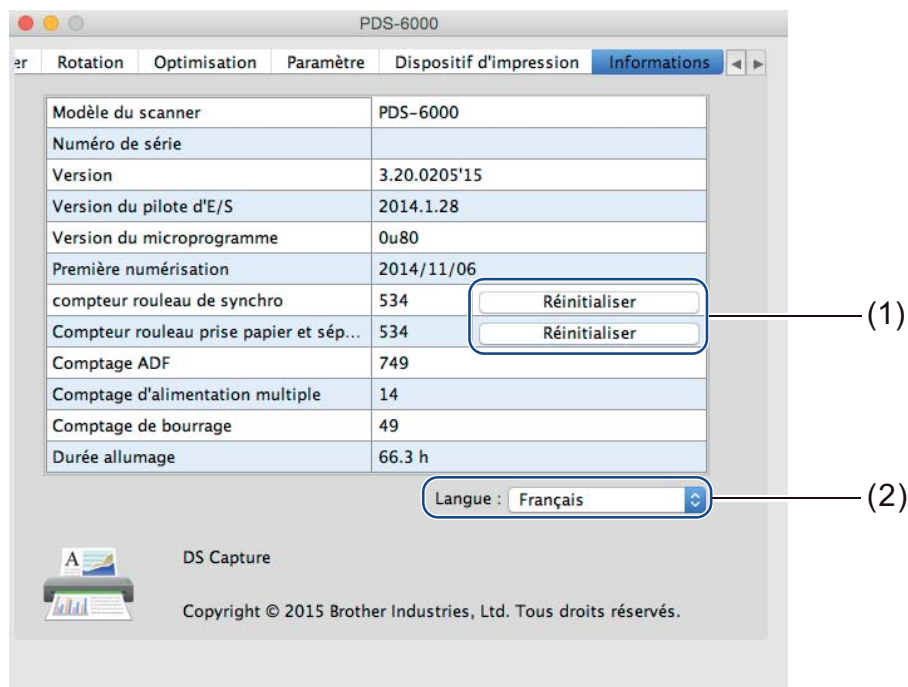 PDS-6000
er Rotation Optimisation Paramètre Dispositif d'impression Informations
Modèle du scanner PDS-6000
Numéro de série
Version 3.20.0205'15
Version du pilote d'E/S 2014.1.28
Version du microprogramme 0u80
Première numérisation 2014/11/06
compteur rouleau de synchro 534 Réinitialiser
(1)
Compteur rouleau prise papier et sép... 534 Réinitialiser
Comptage ADF 749
Comptage d'alimentation multiple 14
Comptage de bourrage 49
Durée allumage 66.3 h
Langue : Français (2)
A
DS Capture
Copyright © 2015 Brother Industries, Ltd. Tous droits réservés.